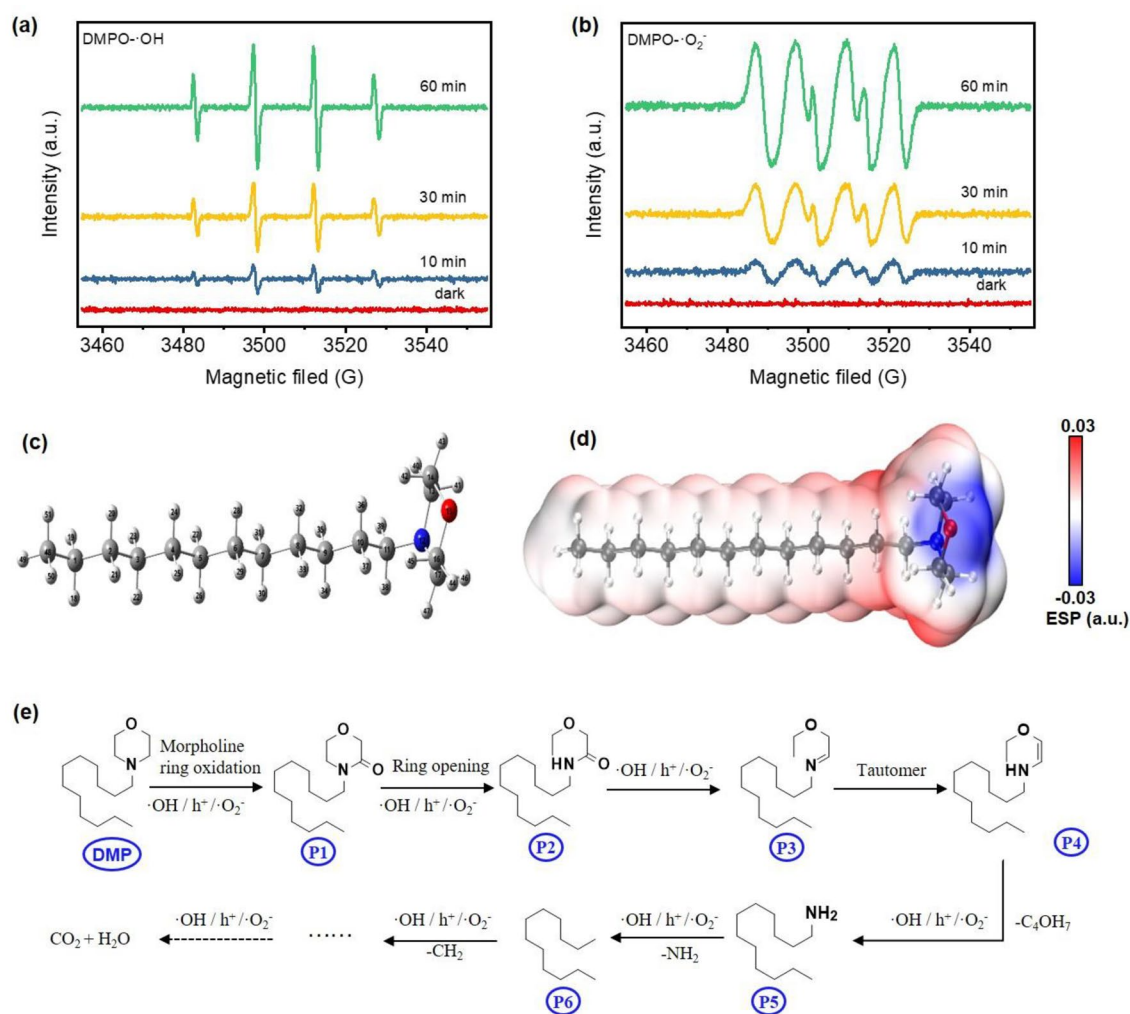 (a)
DMPO-·OH
60 min
30 min
10 min
dark
Intensity (a.u.)
3460 3480 3500 3520 3540
Magnetic filed (G)
(b)
DMPO-·O₂⁻
60 min
30 min
10 min
dark
Intensity (a.u.)
3460 3480 3500 3520 3540
Magnetic filed (G)
(c)
(d)
0.03
-0.03
ESP (a.u.)
(e)
O
N
DMP
Morpholine
ring oxidation
·OH / h⁺/·O₂⁻
O
N O
P1
Ring opening
·OH / h⁺/·O₂⁻
O
HN O
P2
·OH / h⁺/·O₂⁻
O
N
P3
Tautomer
O
HN
P4
·OH / h⁺/·O₂⁻
-C₄OH₇
NH₂
P5
·OH / h⁺/·O₂⁻
-NH₂
P6
·OH / h⁺/·O₂⁻
-CH₂
······
·OH / h⁺/·O₂⁻
CO₂ + H₂O